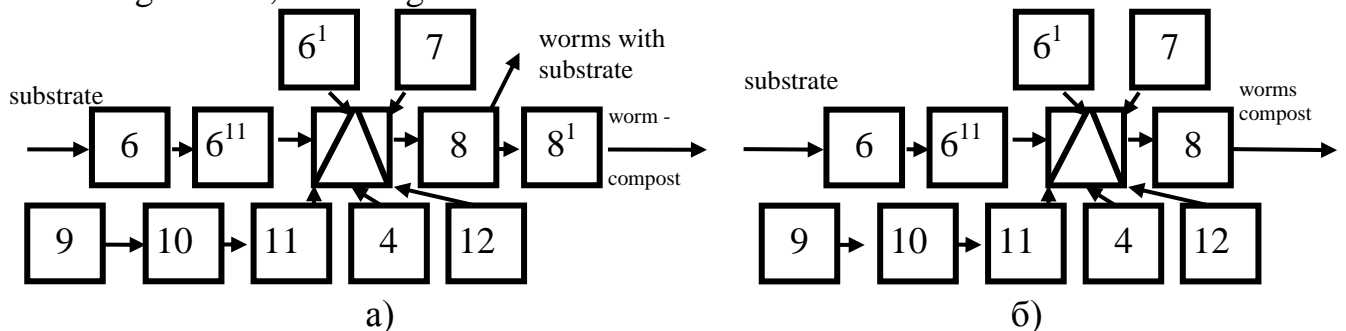 6¹ 7 worms with
substrate
substrate
6 6¹¹ 8 8¹ worm -
compost
9 10 11 4 12
а)
6¹ 7
substrate
worms
compost
6 6¹¹ 8
9 10 11 4 12
б)